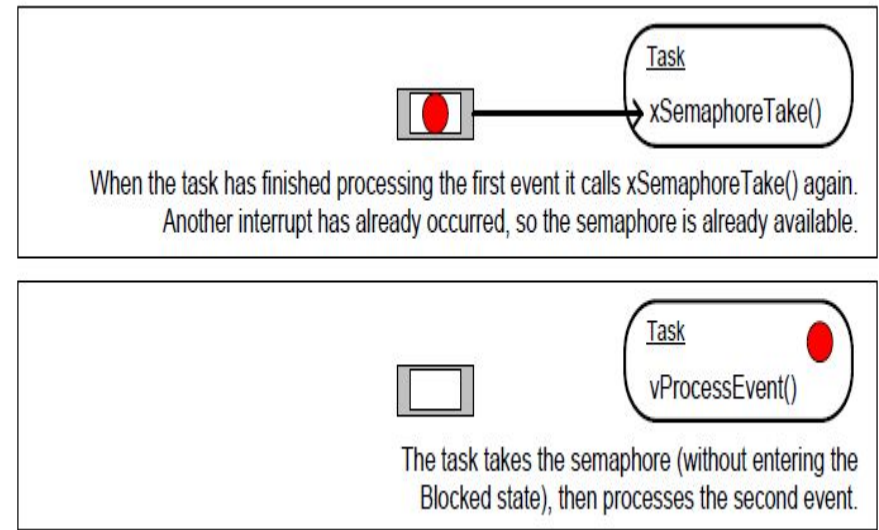 Task
xSemaphoreTake()
When the task has finished processing the first event it calls xSemaphoreTake() again.
Another interrupt has already occurred, so the semaphore is already available.
Task
vProcessEvent()
The task takes the semaphore (without entering the
Blocked state), then processes the second event.